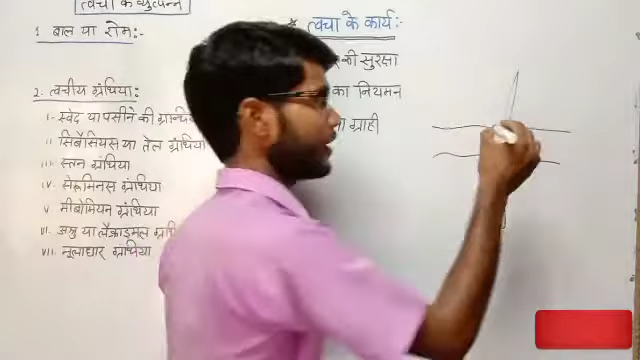 त्वचा के व्युत्पन्न
1. बाल या रोम:-
2. त्वचीय ग्रंथिया:
i. स्वेद या पसीने की ग्रन्थि
ii. सिबेसियस या तेल ग्रंथिया
iii. स्तन ग्रंथिया
iv. सेरूमिनस ग्रंथिया
v. मीबोमियन ग्रंथिया
vi. अश्रु या लैक्राइमल
vii. मूलाधार ग्रंथिया
* त्वचा के कार्य:-
की सुरक्षा
का नियमन
ग्राही